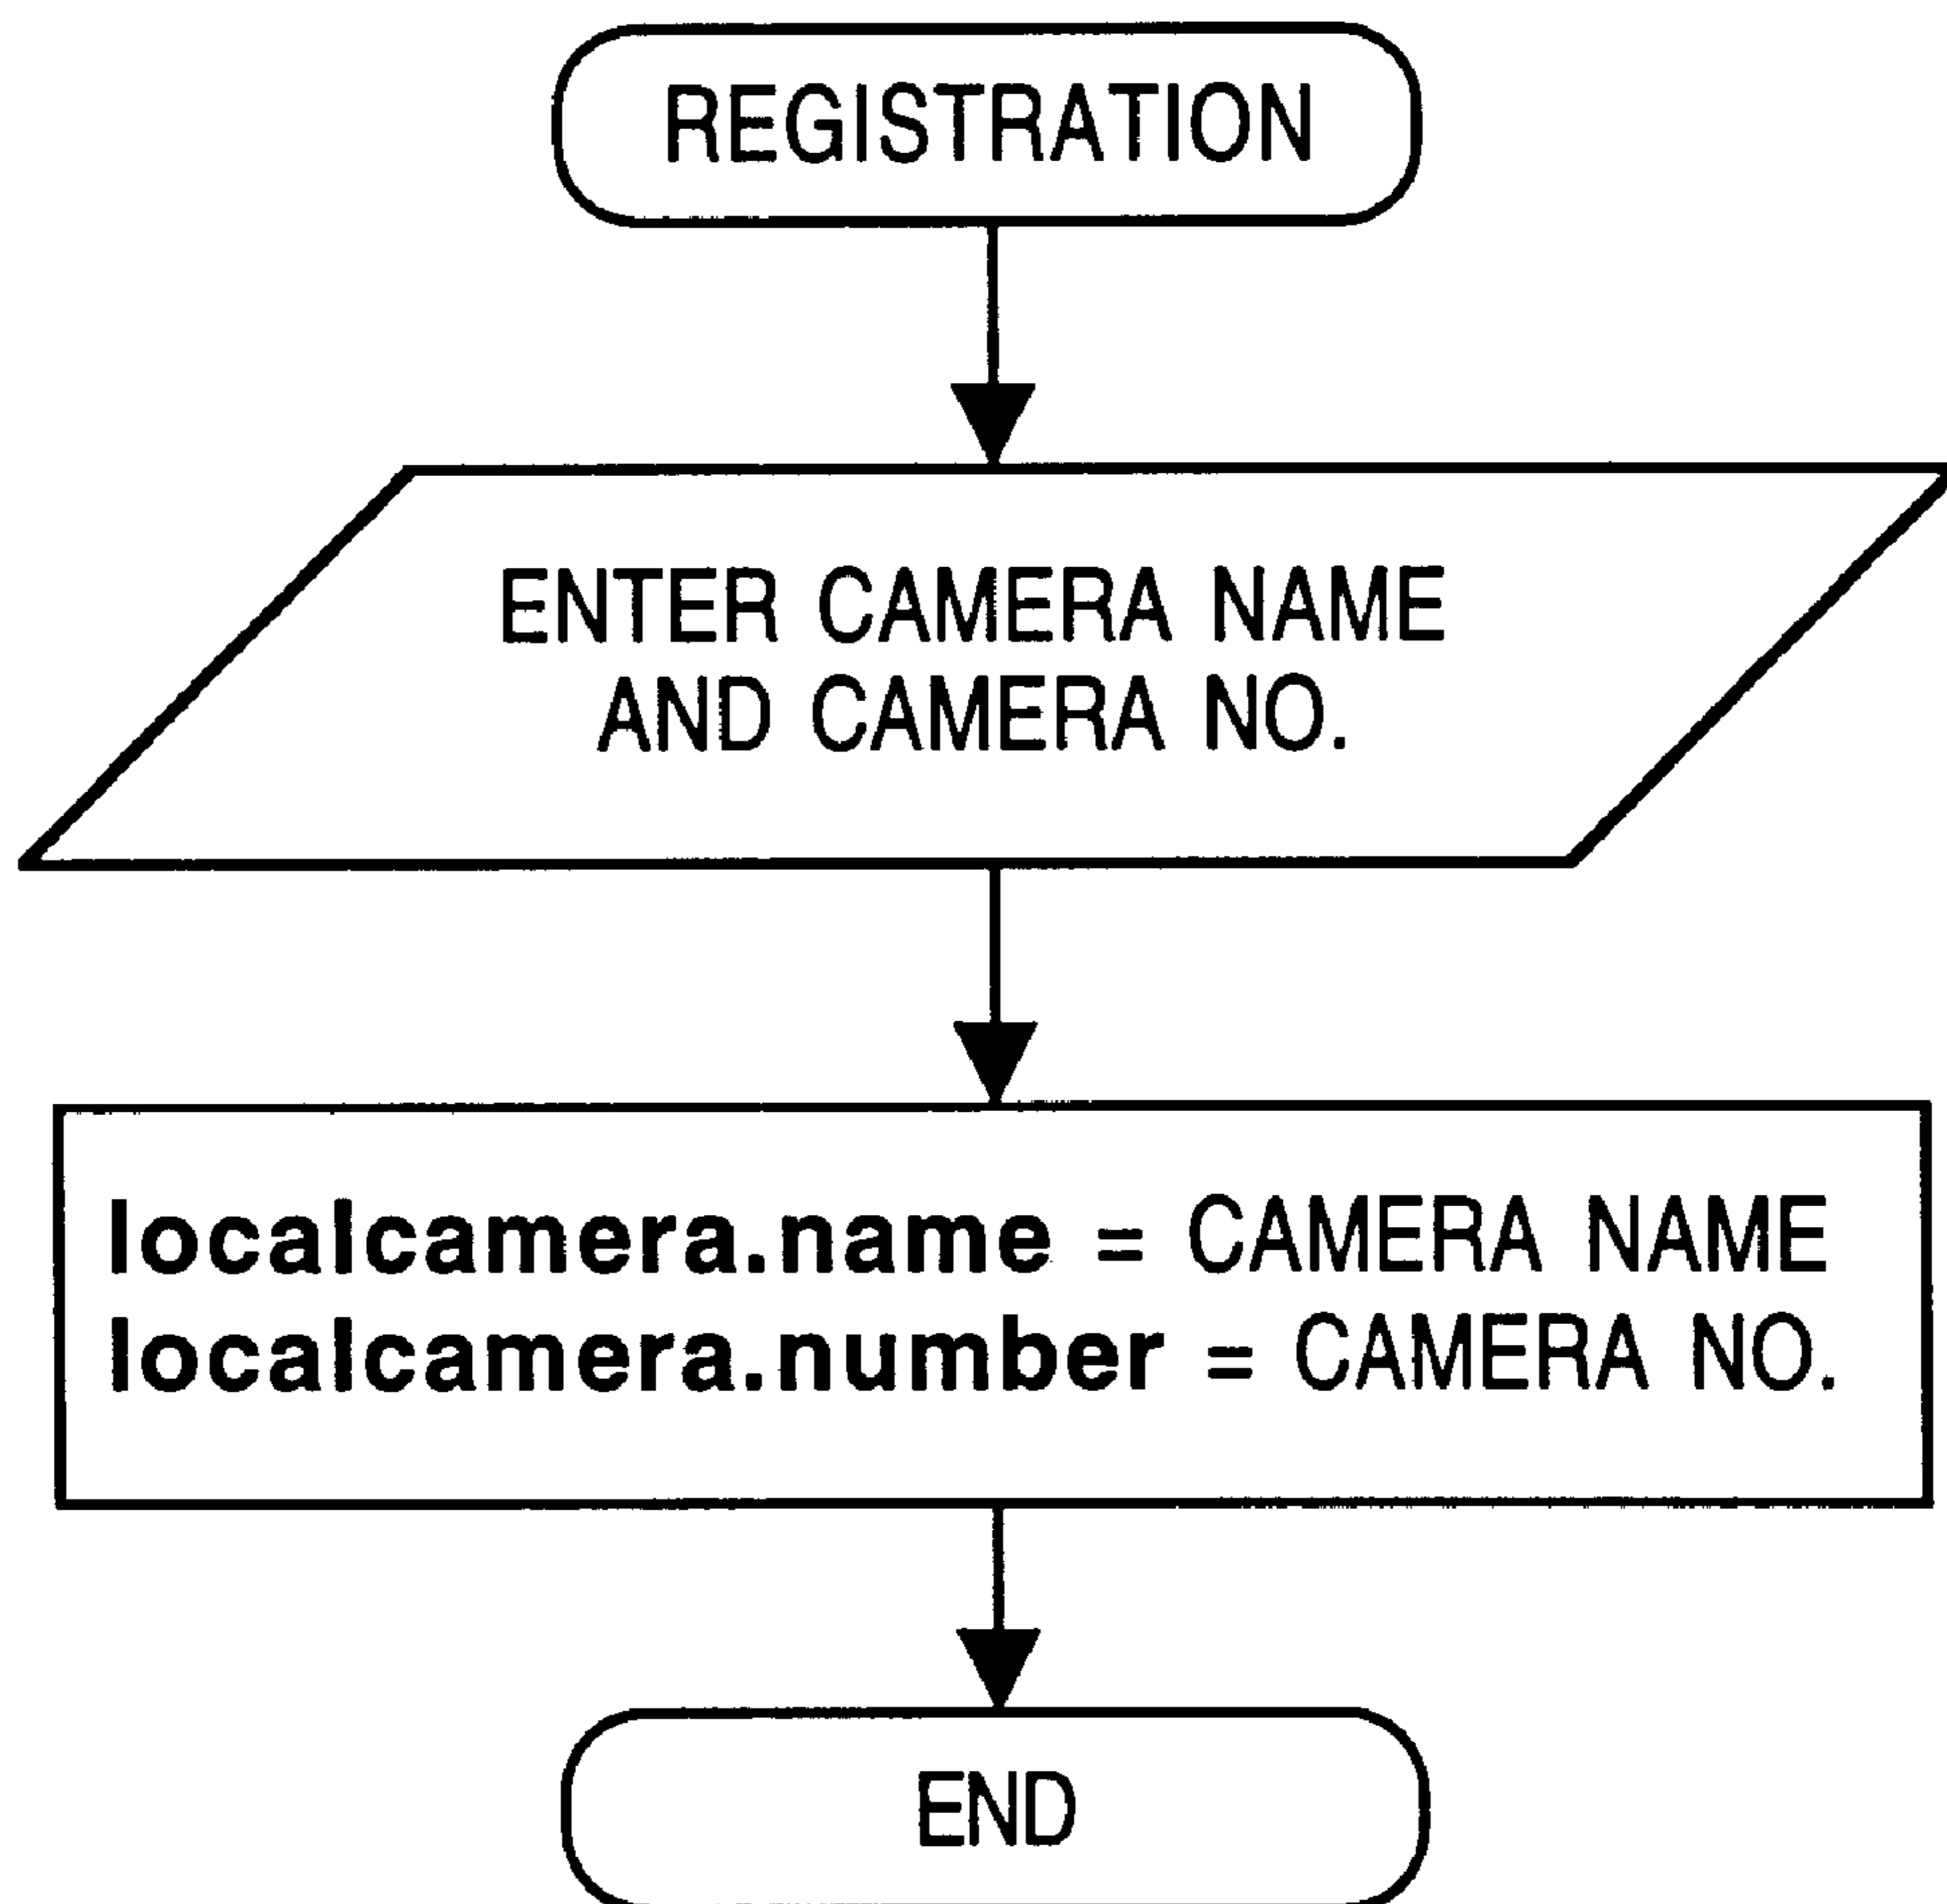 REGISTRATION
ENTER CAMERA NAME
AND CAMERA NO.
localcamera.name = CAMERA NAME
localcamera.number = CAMERA NO.
END